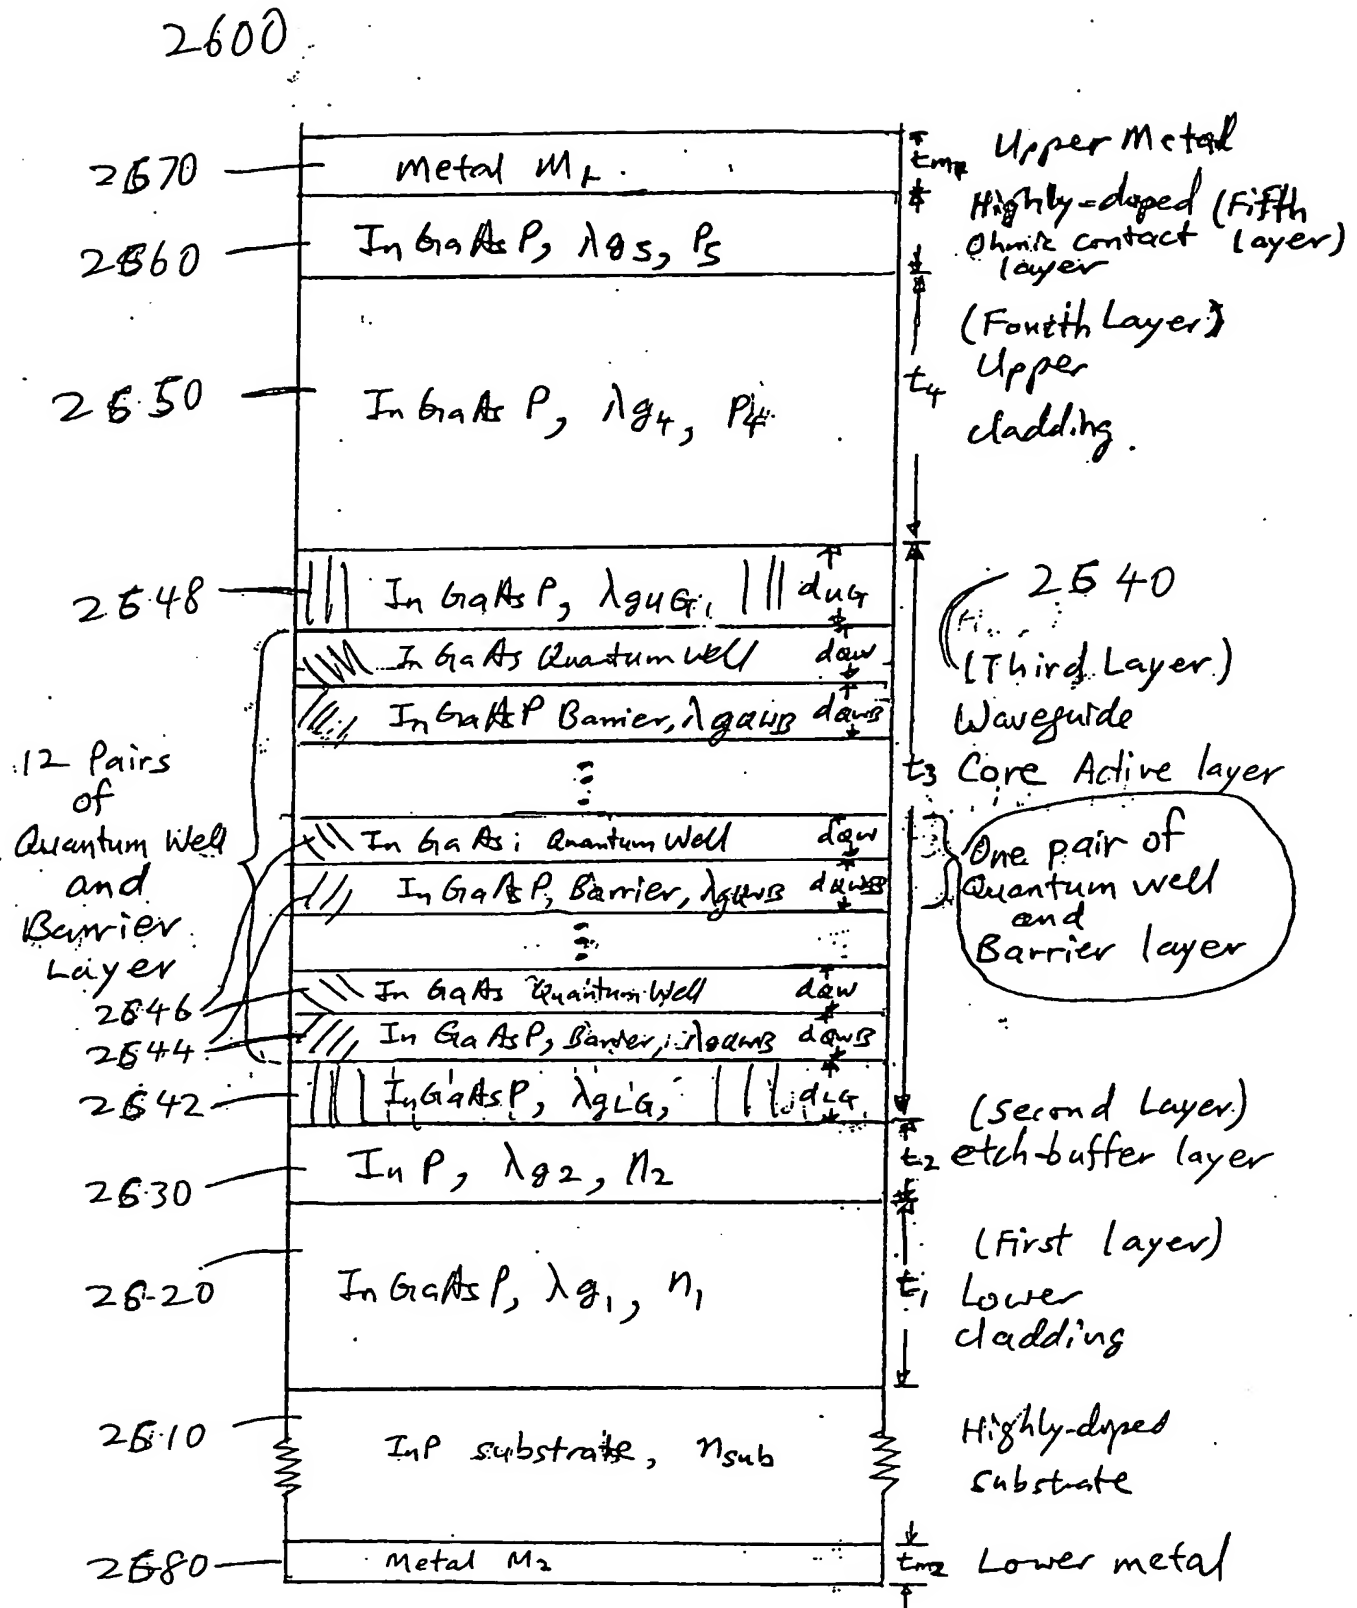 2600
2670
Metal M1
tm1
Upper Metal
Highly-doped (Fifth
Ohmic contact Layer)
layer
2660
InGaAsP, λg5, P5
(Fourth Layer)
Upper
cladding.
t4
2650
InGaAsP, λg4, P4
2648
InGaAsP, λguG,
duG
2640
InGaAs Quantum Well
dQW
(Third Layer)
InGaAsP Barrier, λgQWB
dQWB
Waveguide
t3 Core Active layer
12 Pairs
of
Quantum Well
and
Barrier
Layer
InGaAs Quantum Well
dQW
InGaAsP, Barrier, λgQWB
dQWB
One pair of
Quantum well
and
Barrier layer
2646
InGaAs Quantum Well
dQW
2644
InGaAsP, Barrier, λgQWB
dQWB
2642
InGaAsP, λgLG,
dLG
(Second Layer)
t2 etch-buffer layer
2630
InP, λg2, n2
(First layer)
t1 Lower
cladding
2620
InGaAsP, λg1, n1
2610
InP substrate, nsub
Highly-doped
substrate
2680
Metal M2
tm2 Lower metal